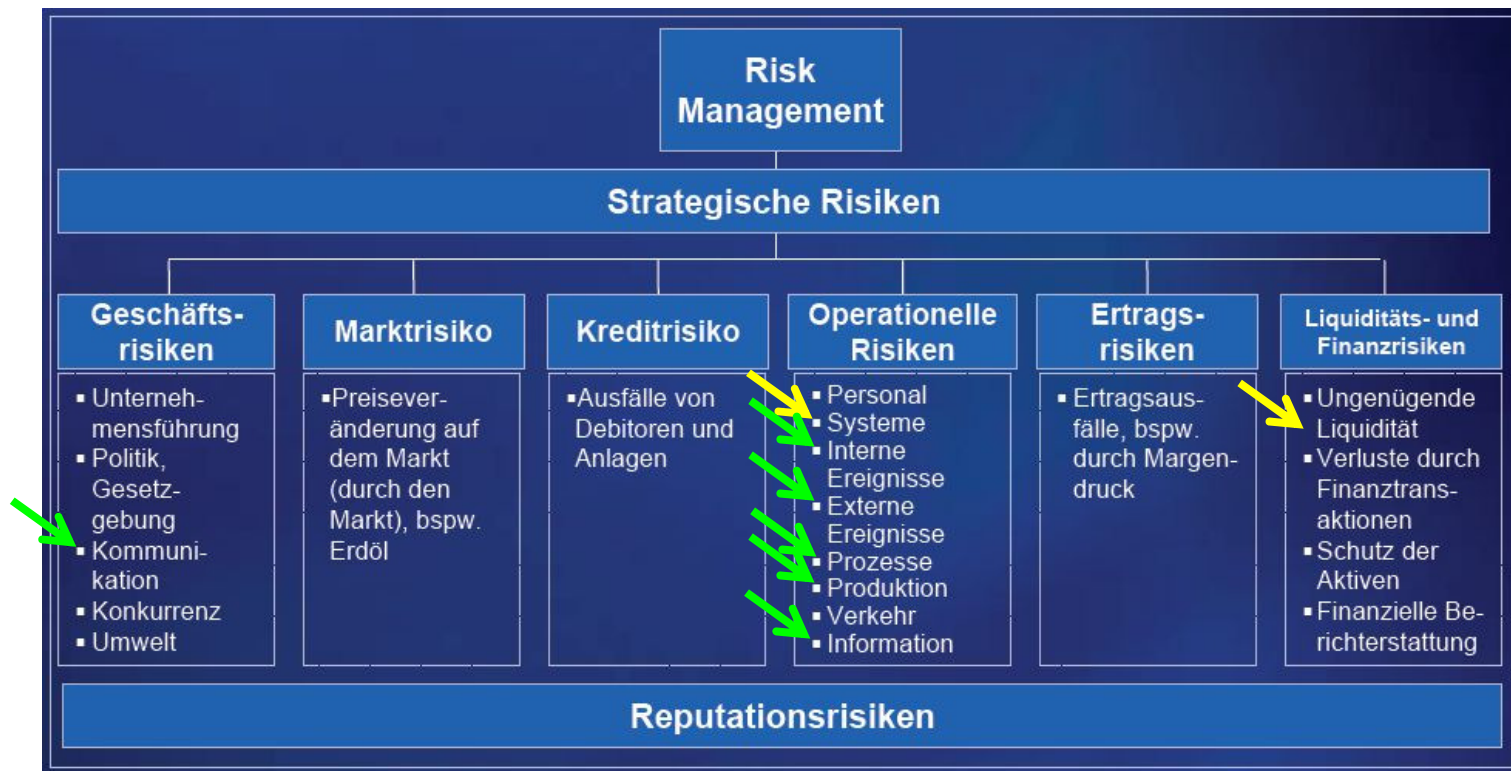 Risk
Management
Strategische Risiken
Geschäfts-
risiken
▪ Unterneh-
mensführung
▪ Politik,
Gesetz-
gebung
▪ Kommuni-
kation
▪ Konkurrenz
▪ Umwelt
Marktrisiko
▪Preisever-
änderung auf
dem Markt
(durch den
Markt), bspw.
Erdöl
Kreditrisiko
▪Ausfälle von
Debitoren und
Anlagen
Operationelle
Risiken
▪ Personal
▪ Systeme
▪ Interne
Ereignisse
▪ Externe
Ereignisse
▪ Prozesse
▪ Produktion
▪ Verkehr
▪ Information
Ertrags-
risiken
▪ Ertragsaus-
fälle, bspw.
durch Margen-
druck
Liquiditäts- und
Finanzrisiken
▪Ungenügende
Liquidität
▪Verluste durch
Finanztrans-
aktionen
▪Schutz der
Aktiven
▪Finanzielle Be-
richterstattung
Reputationsrisiken